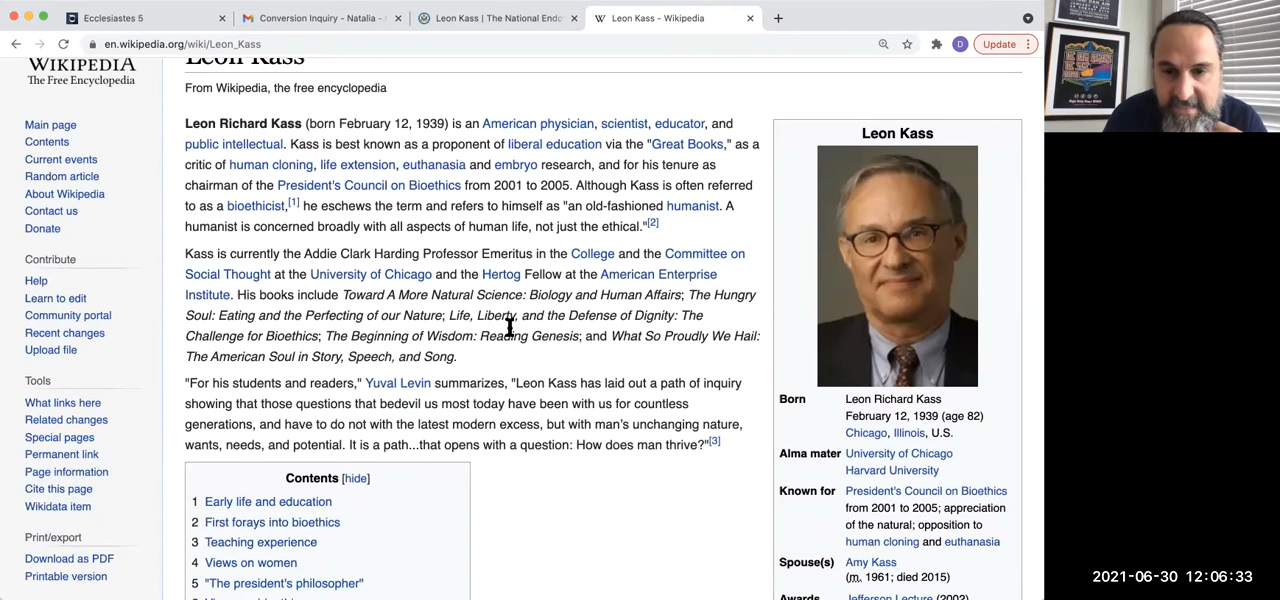 Ecclesiastes 5
Conversion Inquiry - Natalia -
Leon Kass | The National Endo
Leon Kass - Wikipedia
en.wikipedia.org/wiki/Leon_Kass
D
Update
WIKIPEDIA
The Free Encyclopedia
Main page
Contents
Current events
Random article
About Wikipedia
Contact us
Donate
Contribute
Help
Learn to edit
Community portal
Recent changes
Upload file
Tools
What links here
Related changes
Special pages
Permanent link
Page information
Cite this page
Wikidata item
Print/export
Download as PDF
Printable version
Leon Kass
From Wikipedia, the free encyclopedia
Leon Richard Kass (born February 12, 1939) is an American physician, scientist, educator, and
public intellectual. Kass is best known as a proponent of liberal education via the "Great Books," as a
critic of human cloning, life extension, euthanasia and embryo research, and for his tenure as
chairman of the President's Council on Bioethics from 2001 to 2005. Although Kass is often referred
to as a bioethicist,[1] he eschews the term and refers to himself as "an old-fashioned humanist. A
humanist is concerned broadly with all aspects of human life, not just the ethical."[2]
Kass is currently the Addie Clark Harding Professor Emeritus in the College and the Committee on
Social Thought at the University of Chicago and the Hertog Fellow at the American Enterprise
Institute. His books include Toward A More Natural Science: Biology and Human Affairs; The Hungry
Soul: Eating and the Perfecting of our Nature; Life, Liberty, and the Defense of Dignity: The
Challenge for Bioethics; The Beginning of Wisdom: Reading Genesis; and What So Proudly We Hail:
The American Soul in Story, Speech, and Song.
"For his students and readers," Yuval Levin summarizes, "Leon Kass has laid out a path of inquiry
showing that those questions that bedevil us most today have been with us for countless
generations, and have to do not with the latest modern excess, but with man's unchanging nature,
wants, needs, and potential. It is a path...that opens with a question: How does man thrive?"[3]
Contents [hide]
1 Early life and education
2 First forays into bioethics
3 Teaching experience
4 Views on women
5 "The president's philosopher"
Leon Kass
Born Leon Richard Kass
February 12, 1939 (age 82)
Chicago, Illinois, U.S.
Alma mater University of Chicago
Harvard University
Known for President's Council on Bioethics
from 2001 to 2005; appreciation
of the natural; opposition to
human cloning and euthanasia
Spouse(s) Amy Kass
(m. 1961; died 2015)
Awards Jefferson Lecture (2002)
2021-06-30 12:06:33